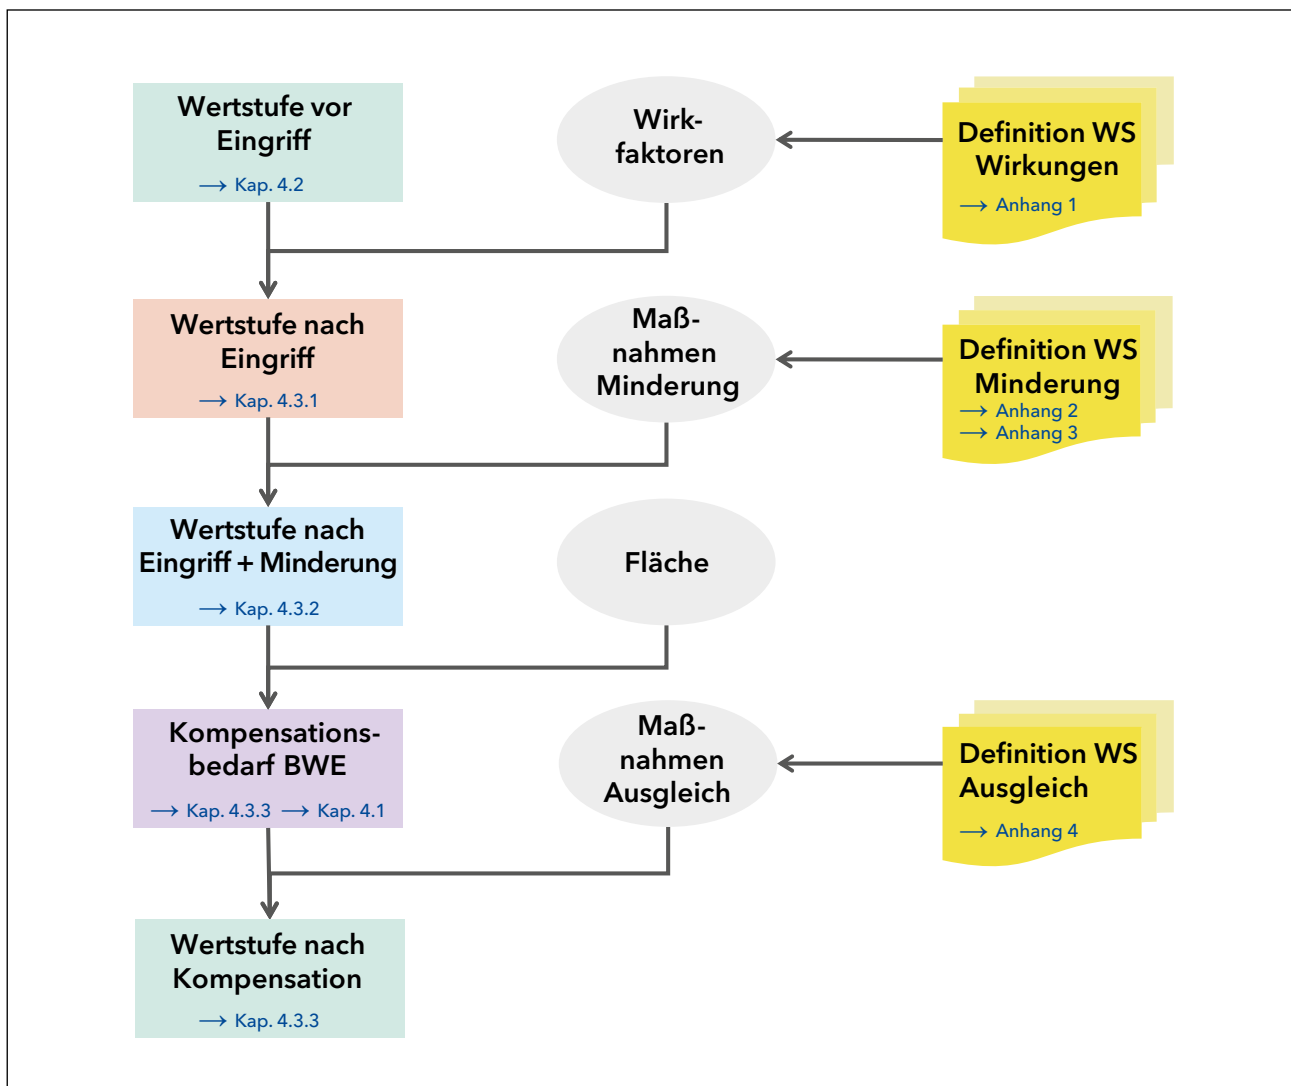 Wertstufe vor
Eingriff
→ Kap. 4.2
Wirk-
faktoren
Definition WS
Wirkungen
→ Anhang 1
Wertstufe nach
Eingriff
→ Kap. 4.3.1
Maß-
nahmen
Minderung
Definition WS
Minderung
→ Anhang 2
→ Anhang 3
Wertstufe nach
Eingriff + Minderung
→ Kap. 4.3.2
Fläche
Kompensations-
bedarf BWE
→ Kap. 4.3.3 → Kap. 4.1
Maß-
nahmen
Ausgleich
Definition WS
Ausgleich
→ Anhang 4
Wertstufe nach
Kompensation
→ Kap. 4.3.3